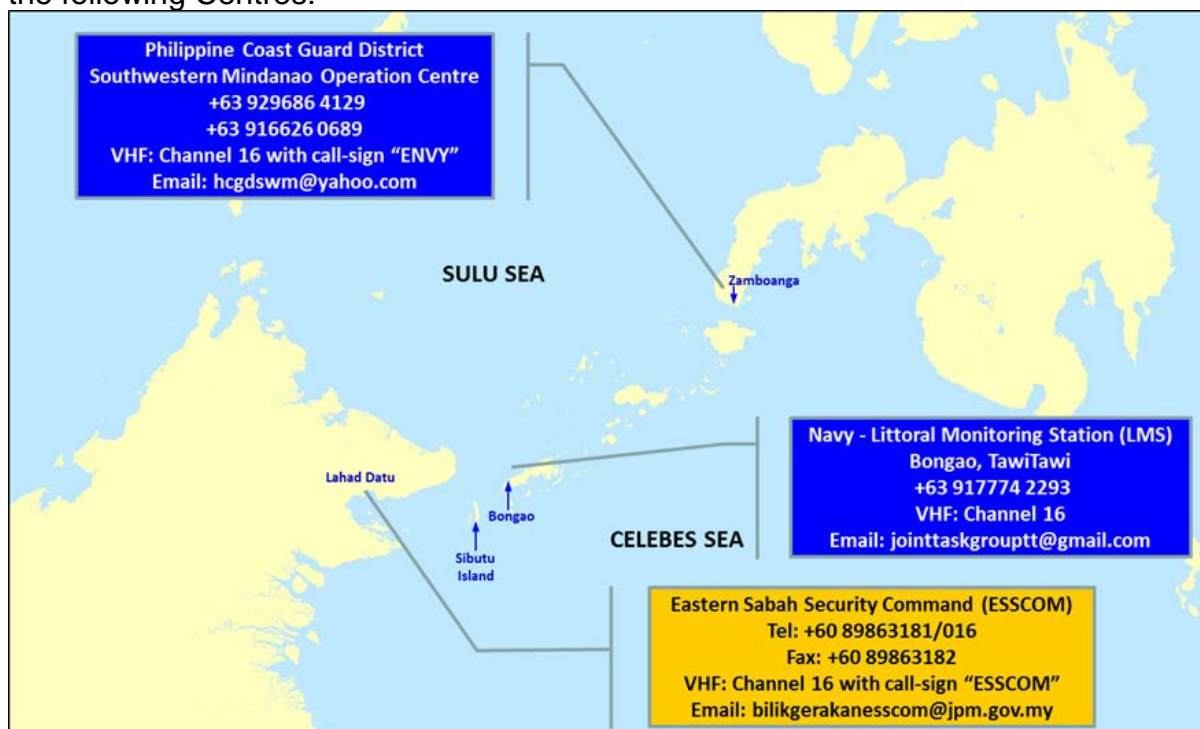 the following Centres:
Philippine Coast Guard District
Southwestern Mindanao Operation Centre
+63 929686 4129
+63 916626 0689
VHF: Channel 16 with call-sign “ENVY”
Email: hcgdswm@yahoo.com
SULU SEA
Zamboanga
Navy - Littoral Monitoring Station (LMS)
Bongao, TawiTawi
+63 917774 2293
VHF: Channel 16
Email: jointtaskgrouptt@gmail.com
Lahad Datu
Bongao
CELEBES SEA
Sibutu
Island
Eastern Sabah Security Command (ESSCOM)
Tel: +60 89863181/016
Fax: +60 89863182
VHF: Channel 16 with call-sign “ESSCOM”
Email: bilikgerakanesscom@jpm.gov.my